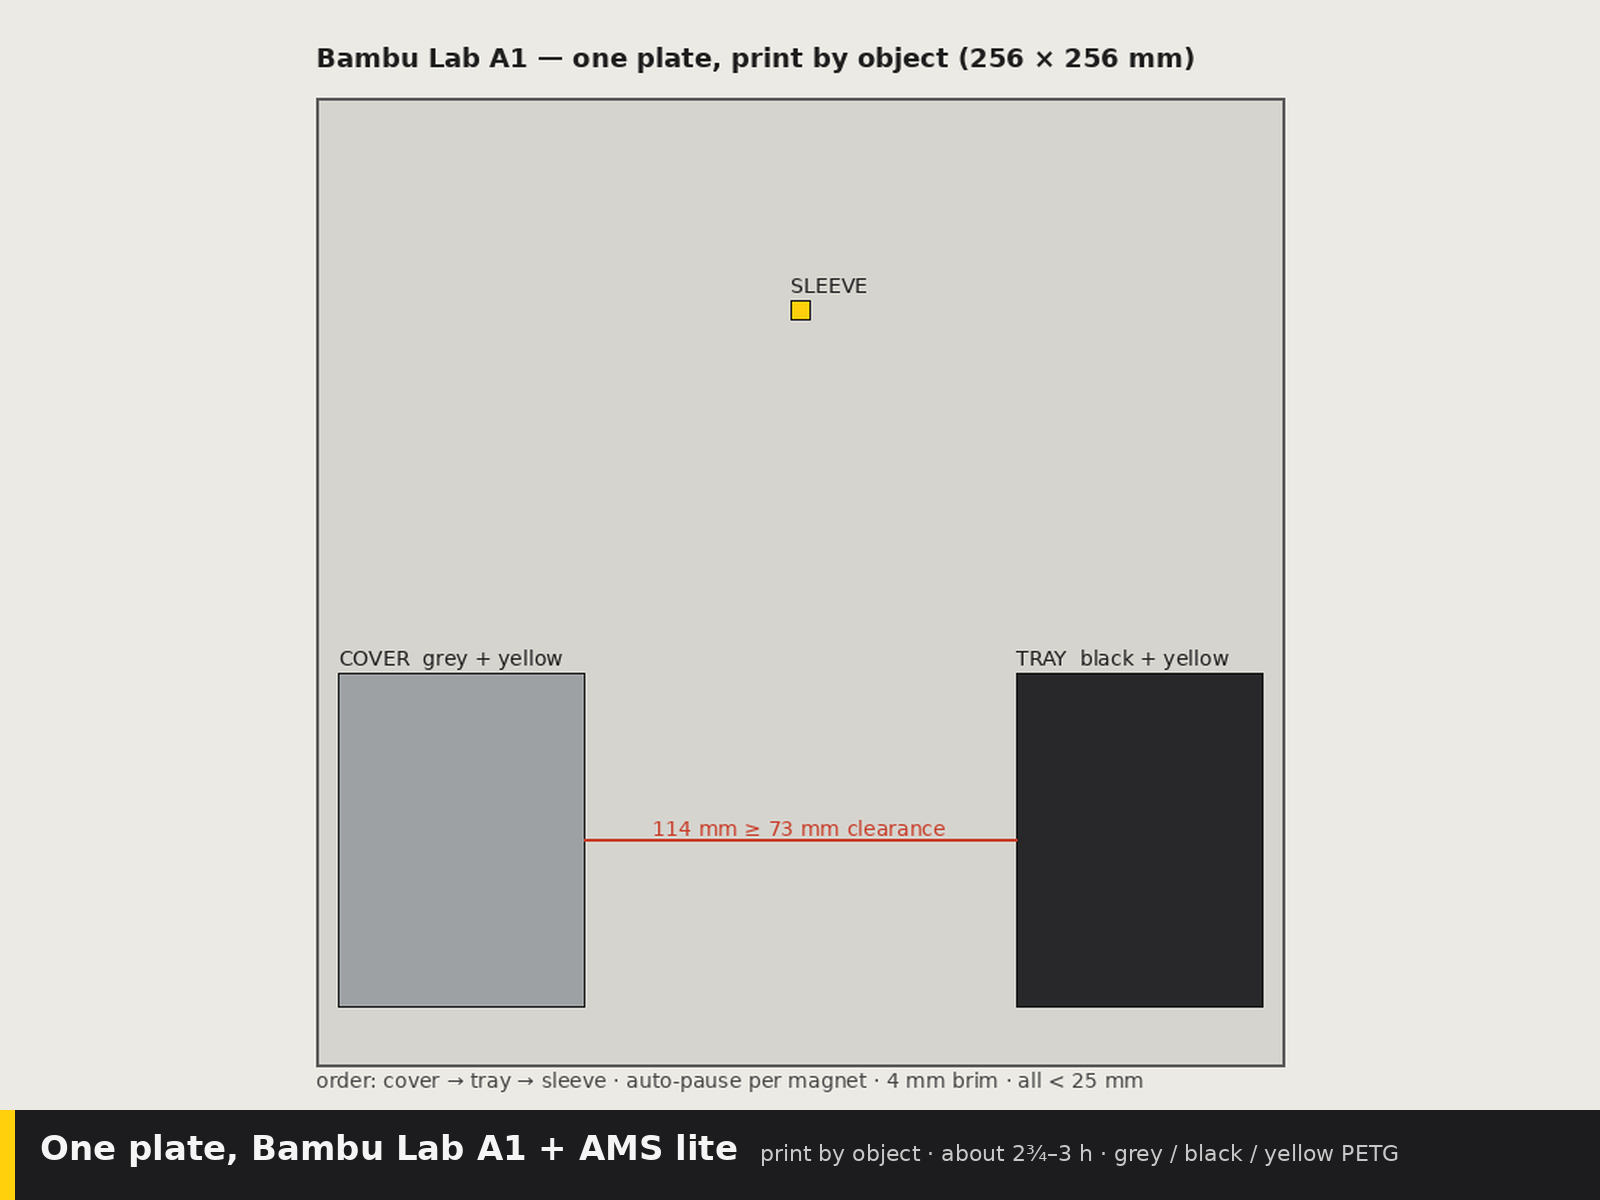 Bambu Lab A1 — one plate, print by object (256 × 256 mm)
SLEEVE
COVER  grey + yellow
TRAY  black + yellow
114 mm ≥ 73 mm clearance
order: cover → tray → sleeve · auto-pause per magnet · 4 mm brim · all < 25 mm
One plate, Bambu Lab A1 + AMS lite  print by object · about 2¾–3 h · grey / black / yellow PETG